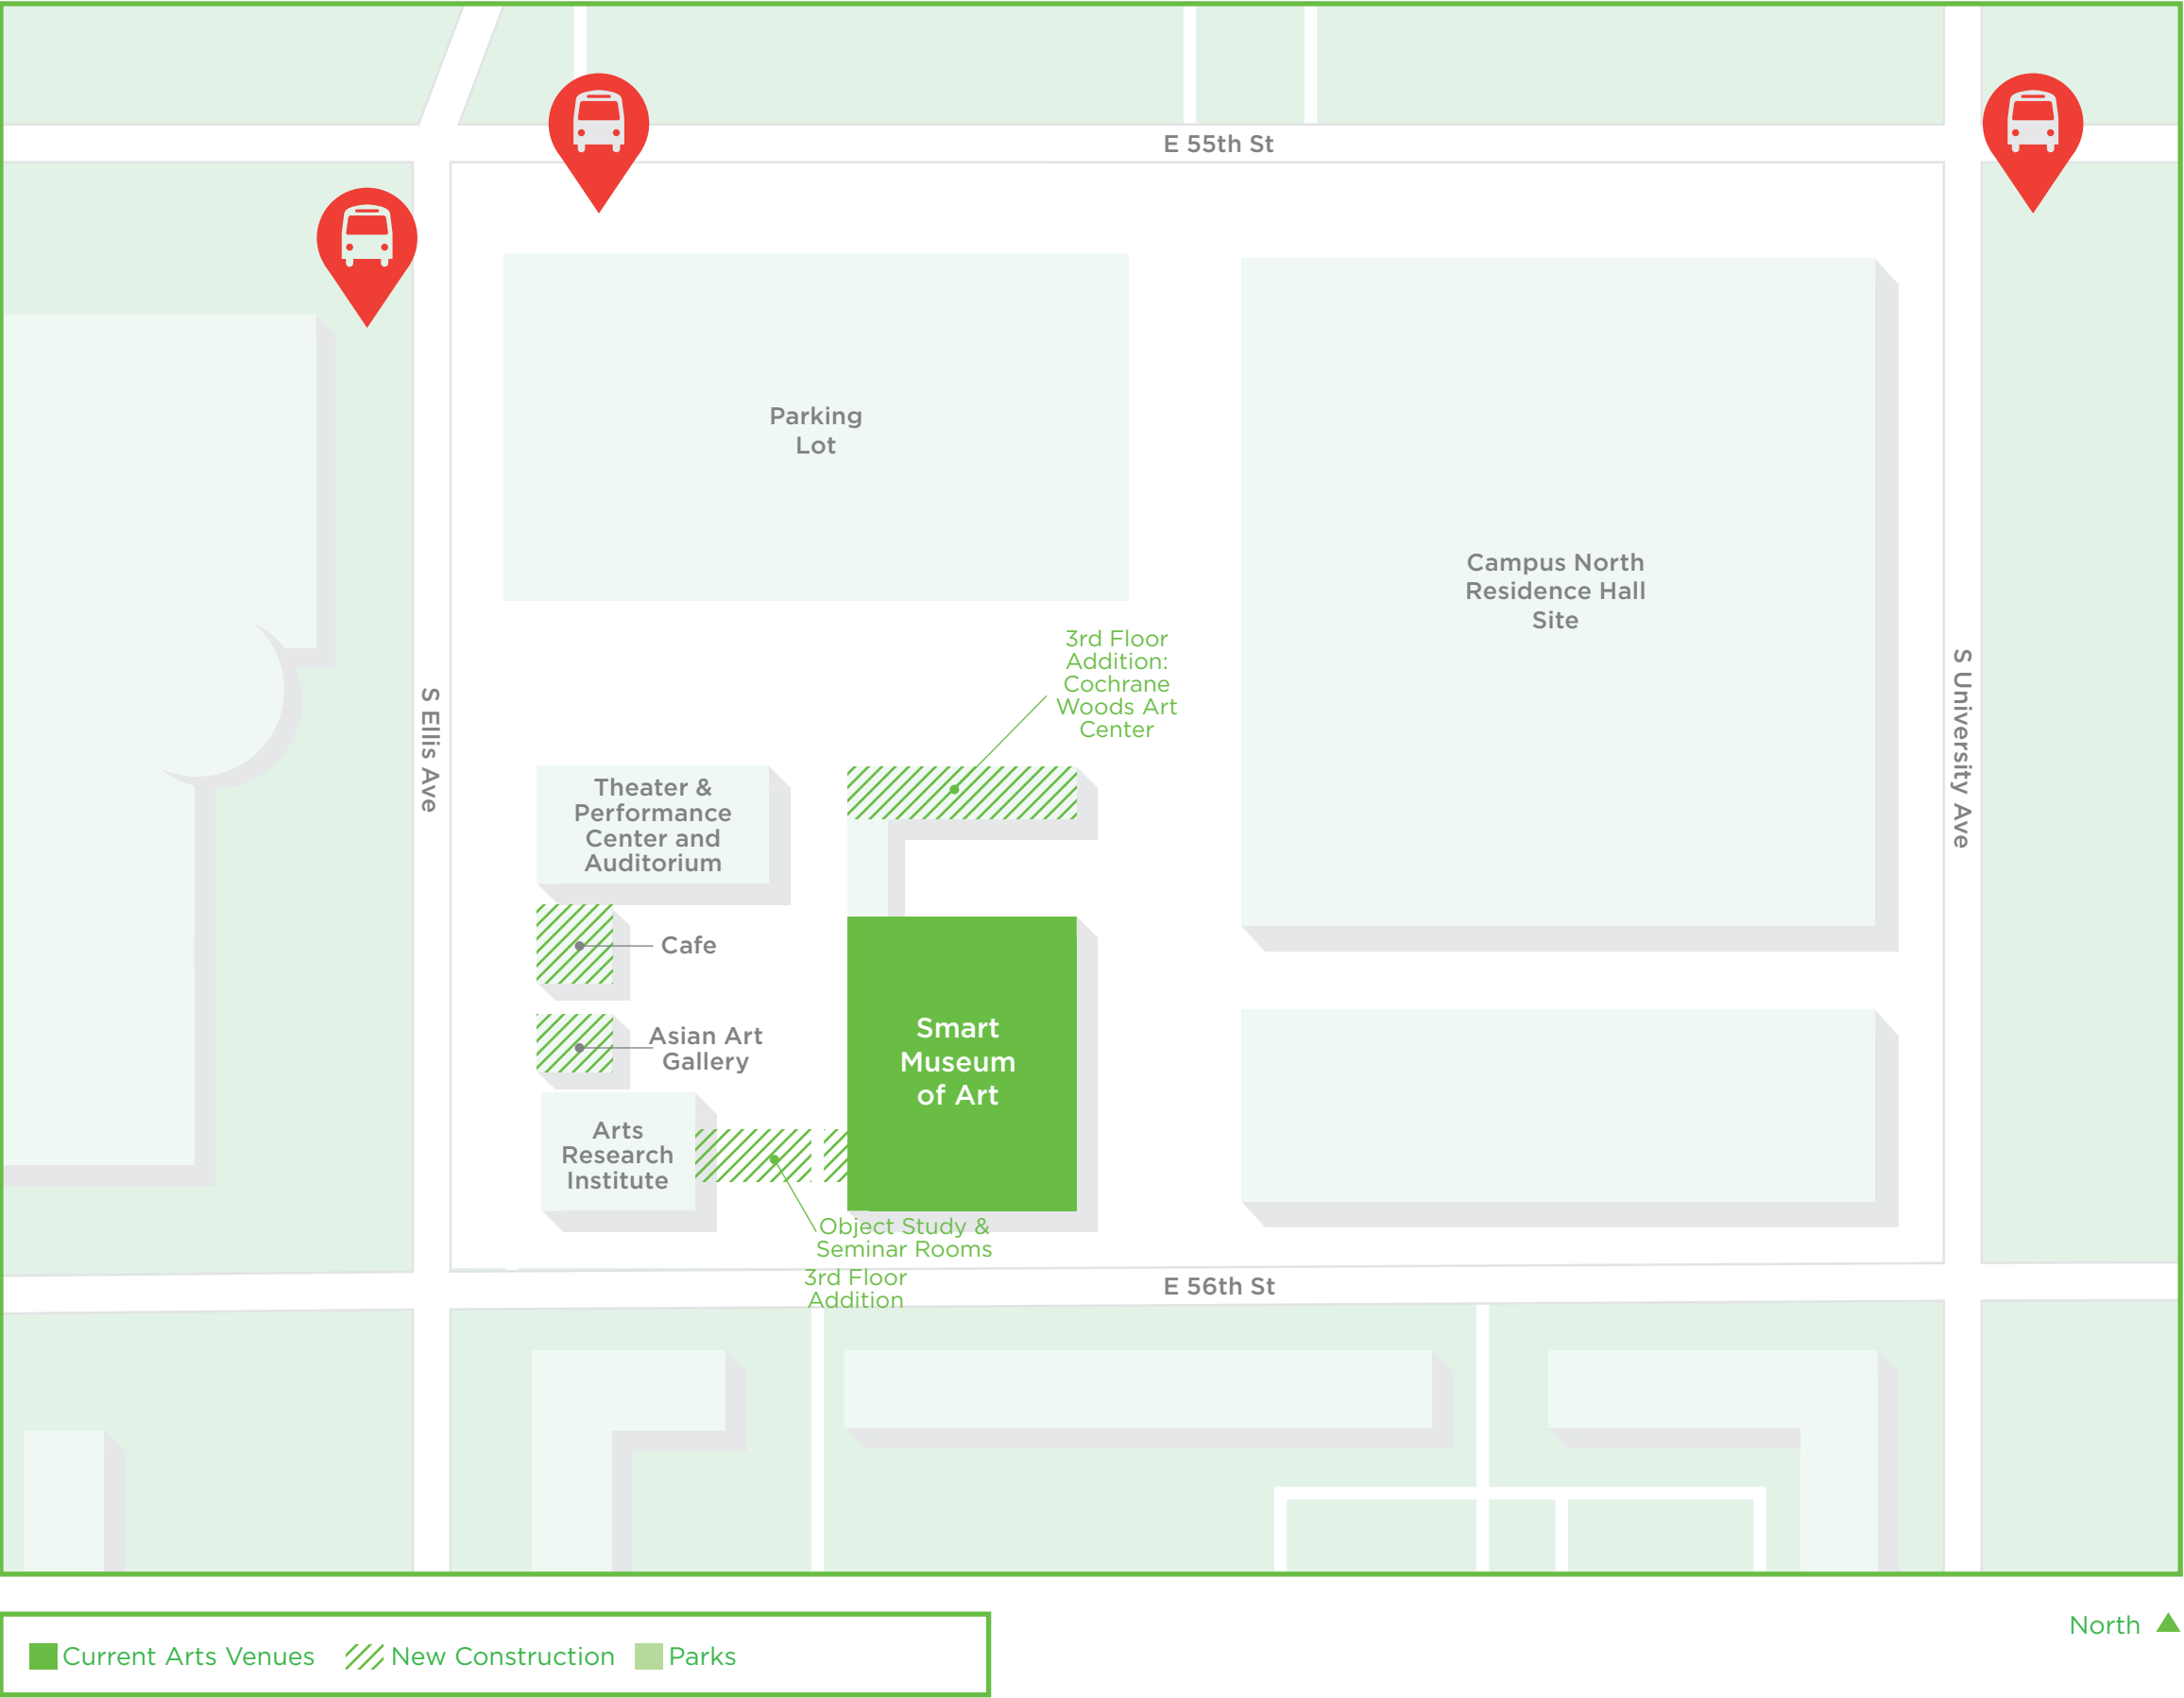 E 55th St
Parking
Lot
Campus North
Residence Hall
Site
3rd Floor
Addition:
Cochrane
Woods Art
Center
S Ellis Ave
S University Ave
Theater &
Performance
Center and
Auditorium
Cafe
Asian Art
Gallery
Smart
Museum
of Art
Arts
Research
Institute
Object Study &
Seminar Rooms
3rd Floor
Addition
E 56th St
North
Current Arts Venues
New Construction
Parks